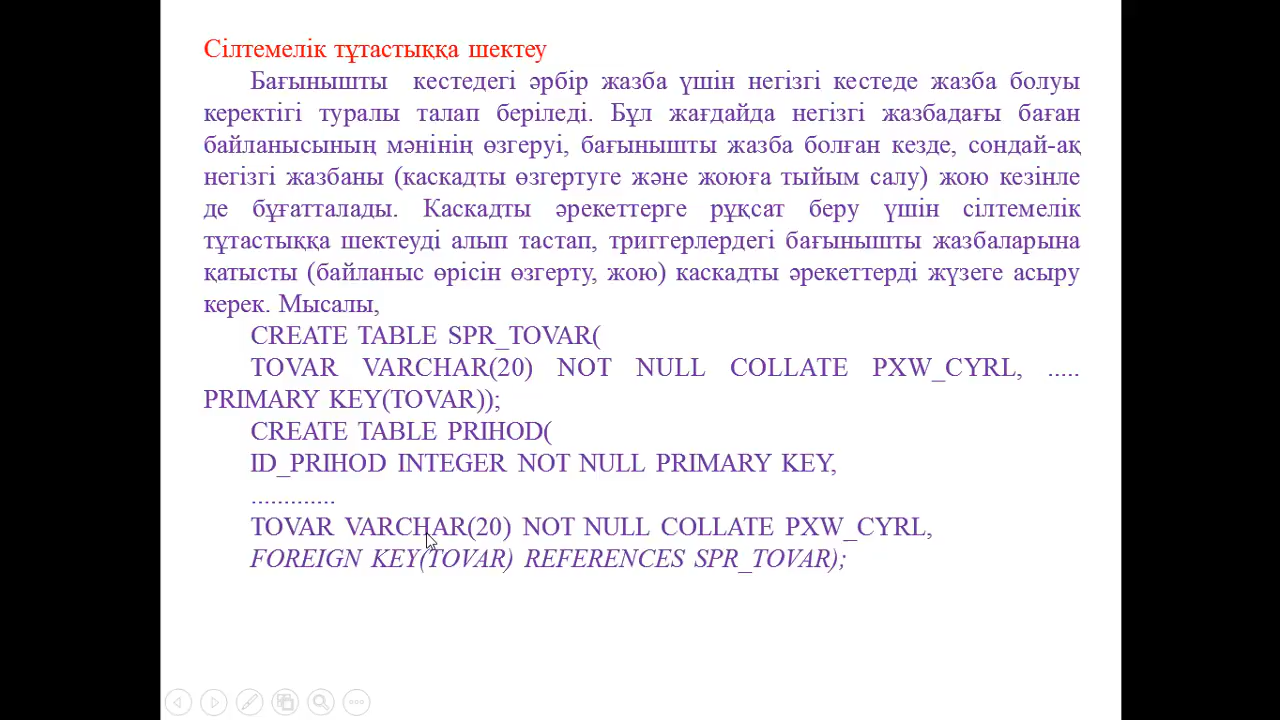 Сілтемелік тұтастыққа шектеу
Бағынышты кестедегі әрбір жазба үшін негізгі кестеде жазба болуы
керектігі туралы талап беріледі. Бұл жағдайда негізгі жазбадағы баған
байланысының мәнінің өзгеруі, бағынышты жазба болған кезде, сондай-ақ
негізгі жазбаны (каскадты өзгертуге және жоюға тыйым салу) жою кезінле
де бұғатталады. Каскадты әрекеттерге рұқсат беру үшін сілтемелік
тұтастыққа шектеуді алып тастап, триггерлердегі бағынышты жазбаларына
қатысты (байланыс өрісін өзгерту, жою) каскадты әрекеттерді жүзеге асыру
керек. Мысалы,
CREATE TABLE SPR_TOVAR(
TOVAR VARCHAR(20) NOT NULL COLLATE PXW_CYRL, .....
PRIMARY KEY(TOVAR));
CREATE TABLE PRIHOD(
ID_PRIHOD INTEGER NOT NULL PRIMARY KEY,
.............
TOVAR VARCHAR(20) NOT NULL COLLATE PXW_CYRL,
FOREIGN KEY(TOVAR) REFERENCES SPR_TOVAR);